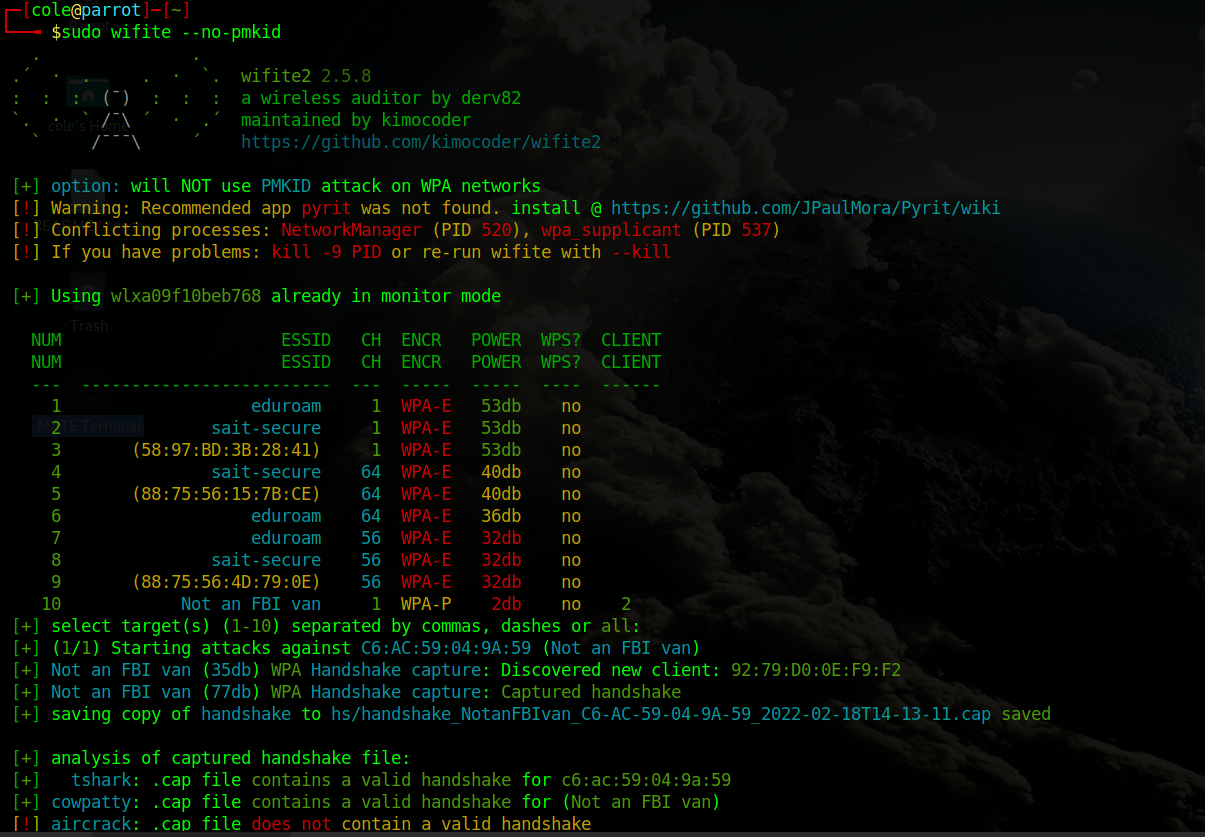 ┌─[cole@parrot]─[~]
└──╼ $sudo wifite --no-pmkid
wifite2 2.5.8
a wireless auditor by derv82
cole's Home
maintained by kimocoder
https://github.com/kimocoder/wifite2
[+] option: will NOT use PMKID attack on WPA networks
[!] Warning: Recommended app pyrit was not found. install @ https://github.com/JPaulMora/Pyrit/wiki
[!] Conflicting processes: NetworkManager (PID 520), wpa_supplicant (PID 537)
[!] If you have problems: kill -9 PID or re-run wifite with --kill
[+] Using wlxa09f10beb768 already in monitor mode
Trash
NUM ESSID CH ENCR POWER WPS? CLIENT
NUM ESSID CH ENCR POWER WPS? CLIENT
--- ------------------------- --- ----- ----- ---- ------
1 eduroam 1 WPA-E 53db no
MATE Terminal
2 sait-secure 1 WPA-E 53db no
3 (58:97:BD:3B:28:41) 1 WPA-E 53db no
4 sait-secure 64 WPA-E 40db no
5 (88:75:56:15:7B:CE) 64 WPA-E 40db no
6 eduroam 64 WPA-E 36db no
7 eduroam 56 WPA-E 32db no
8 sait-secure 56 WPA-E 32db no
9 (88:75:56:4D:79:0E) 56 WPA-E 32db no
10 Not an FBI van 1 WPA-P 2db no 2
[+] select target(s) (1-10) separated by commas, dashes or all:
[+] (1/1) Starting attacks against C6:AC:59:04:9A:59 (Not an FBI van)
[+] Not an FBI van (35db) WPA Handshake capture: Discovered new client: 92:79:D0:0E:F9:F2
[+] Not an FBI van (77db) WPA Handshake capture: Captured handshake
[+] saving copy of handshake to hs/handshake_NotanFBIvan_C6-AC-59-04-9A-59_2022-02-18T14-13-11.cap saved
[+] analysis of captured handshake file:
[+] tshark: .cap file contains a valid handshake for c6:ac:59:04:9a:59
[+] cowpatty: .cap file contains a valid handshake for (Not an FBI van)
[!] aircrack: .cap file does not contain a valid handshake